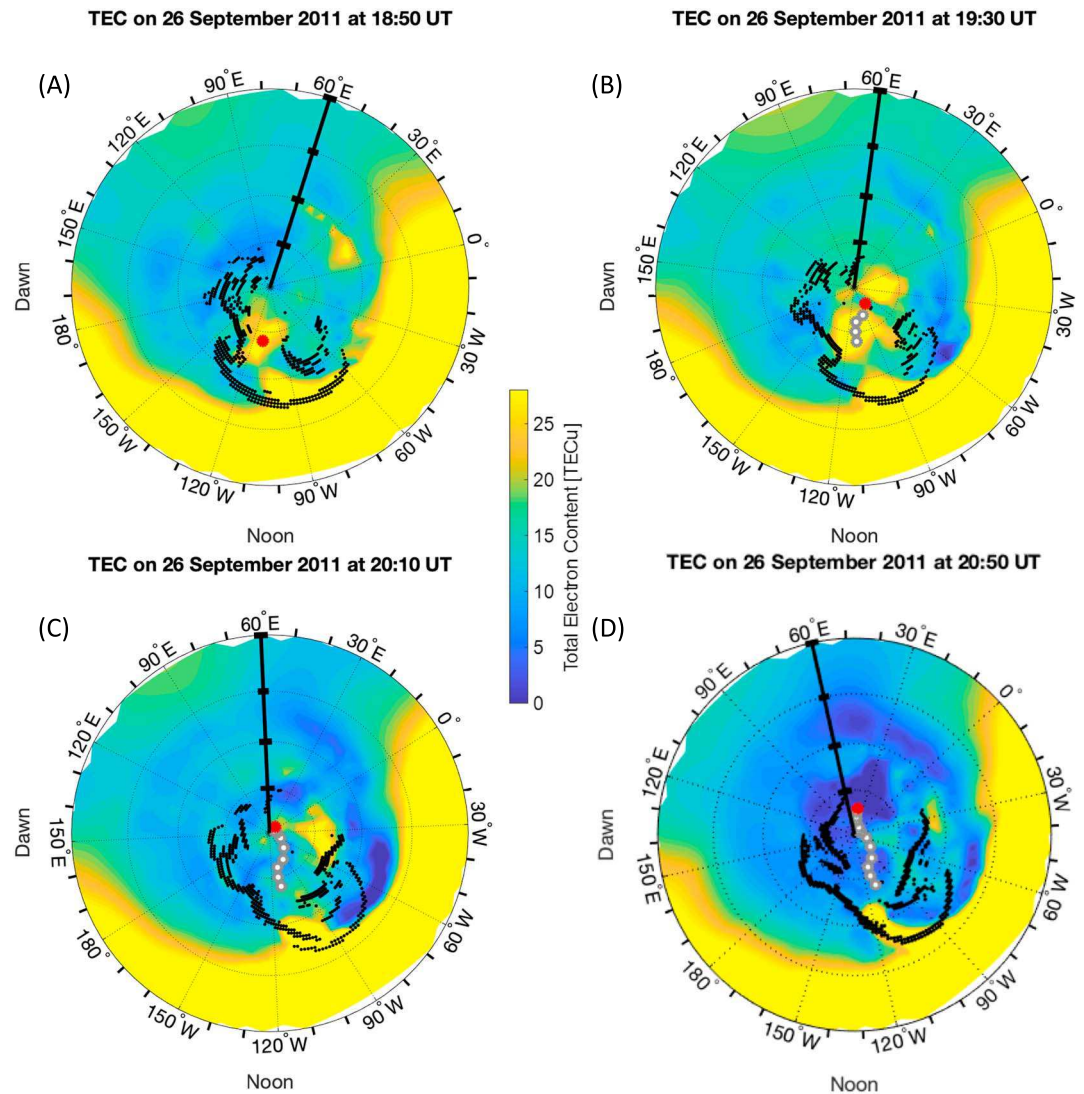 TEC on 26 September 2011 at 18:50 UT
(A)
90°E
60°E
120°E
30°E
150°E
0°
Dawn
180°
30°W
150°W
60°W
120°W
90°W
Noon
TEC on 26 September 2011 at 19:30 UT
(B)
60°E
90°E
30°E
120°E
0°
150°E
Dawn
30°W
180°
60°W
150°W
90°W
120°W
Noon
25
20
15
10
5
0
Total Electron Content [TECu]
TEC on 26 September 2011 at 20:10 UT
(C)
60°E
90°E
30°E
120°E
0°
Dawn
150°E
30°W
180°
60°W
150°W
90°W
120°W
Noon
TEC on 26 September 2011 at 20:50 UT
(D)
60°E
30°E
90°E
0°
120°E
30°W
Dawn
150°E
60°W
180°
90°W
150°W
120°W
Noon